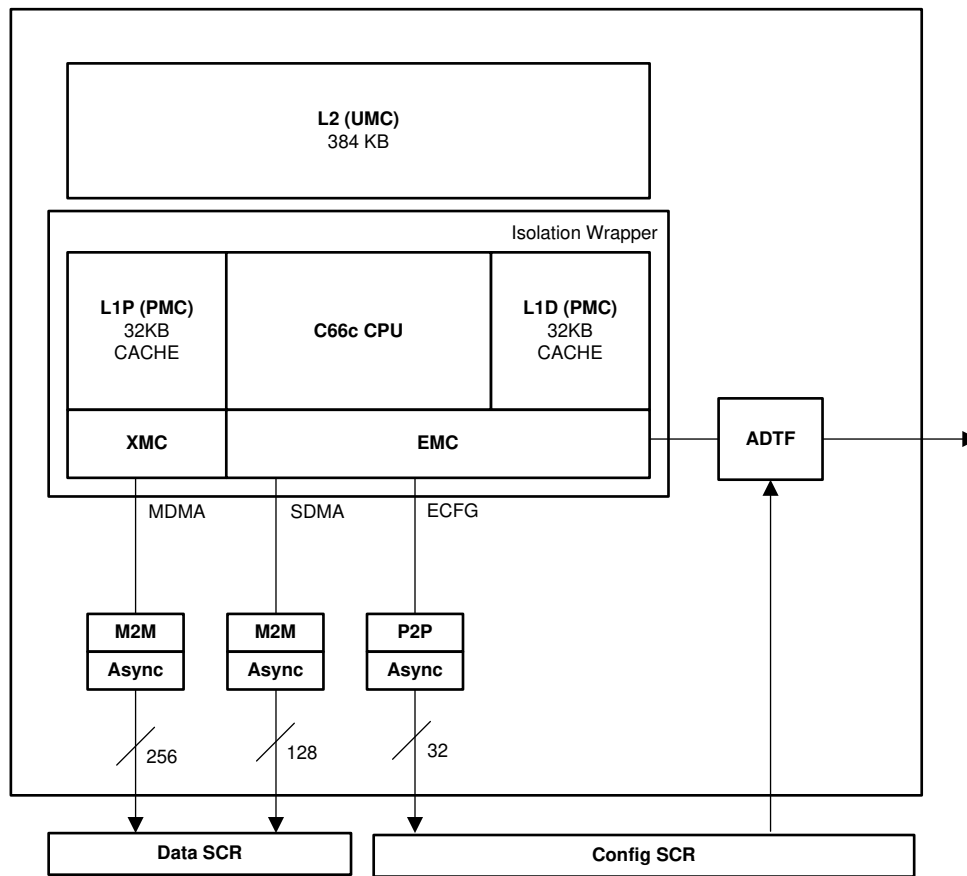 L2 (UMC)
384 KB
Isolation Wrapper
L1P (PMC)
32KB
CACHE
C66c CPU
L1D (PMC)
32KB
CACHE
XMC
EMC
ADTF
MDMA
SDMA
ECFG
M2M
Async
M2M
Async
P2P
Async
256
128
32
Data SCR
Config SCR